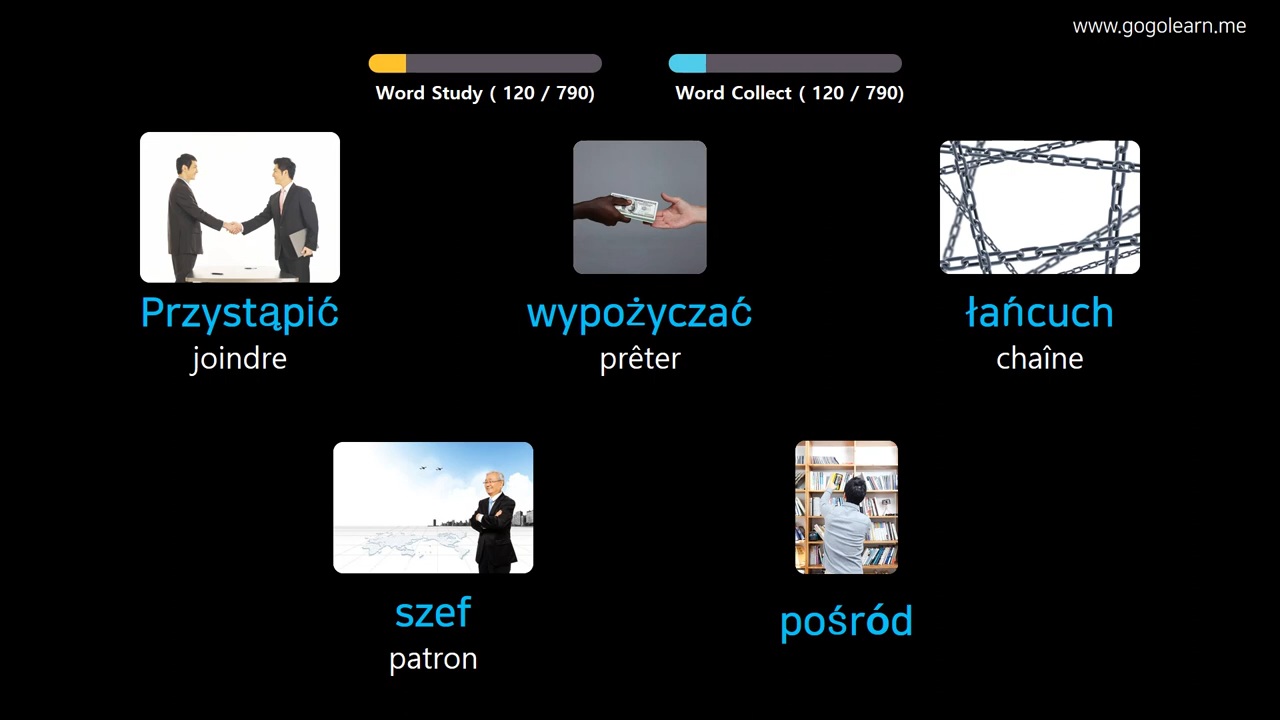 www.gogolearn.me
Word Study ( 120 / 790)
Word Collect ( 120 / 790)
Przystąpić
joindre
wypożyczać
prêter
łańcuch
chaîne
szef
patron
pośród